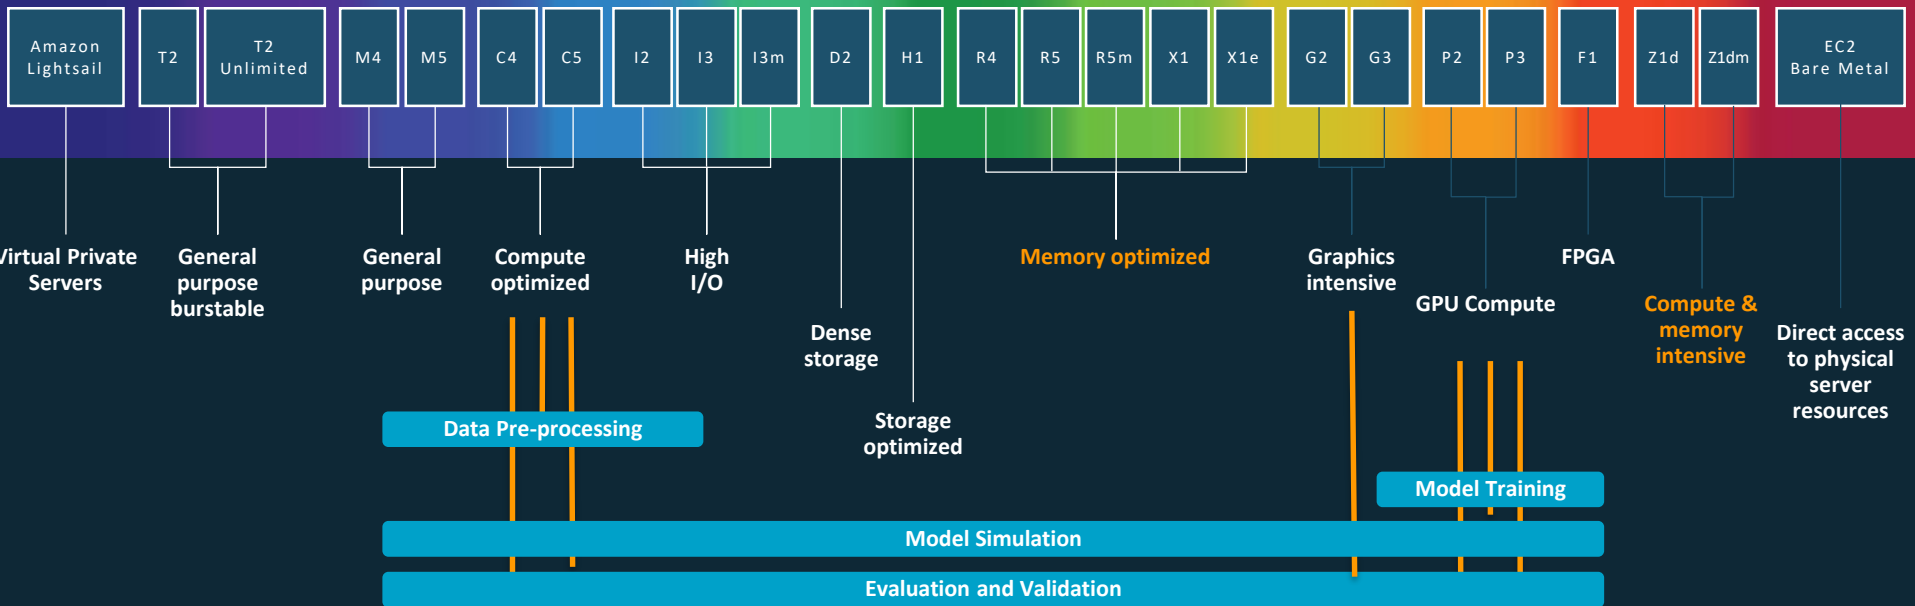 Amazon
Lightsail
T2
T2
Unlimited
M4
M5
C4
C5
I2
I3
I3m
D2
H1
R4
R5
R5m
X1
X1e
G2
G3
P2
P3
F1
Z1d
Z1dm
EC2
Bare Metal
Virtual Private
Servers
General
purpose
burstable
General
purpose
Compute
optimized
High
I/O
Dense
storage
Storage
optimized
Memory optimized
Graphics
intensive
GPU Compute
FPGA
Compute &
memory
intensive
Direct access
to physical
server
resources
Data Pre-processing
Model Training
Model Simulation
Evaluation and Validation